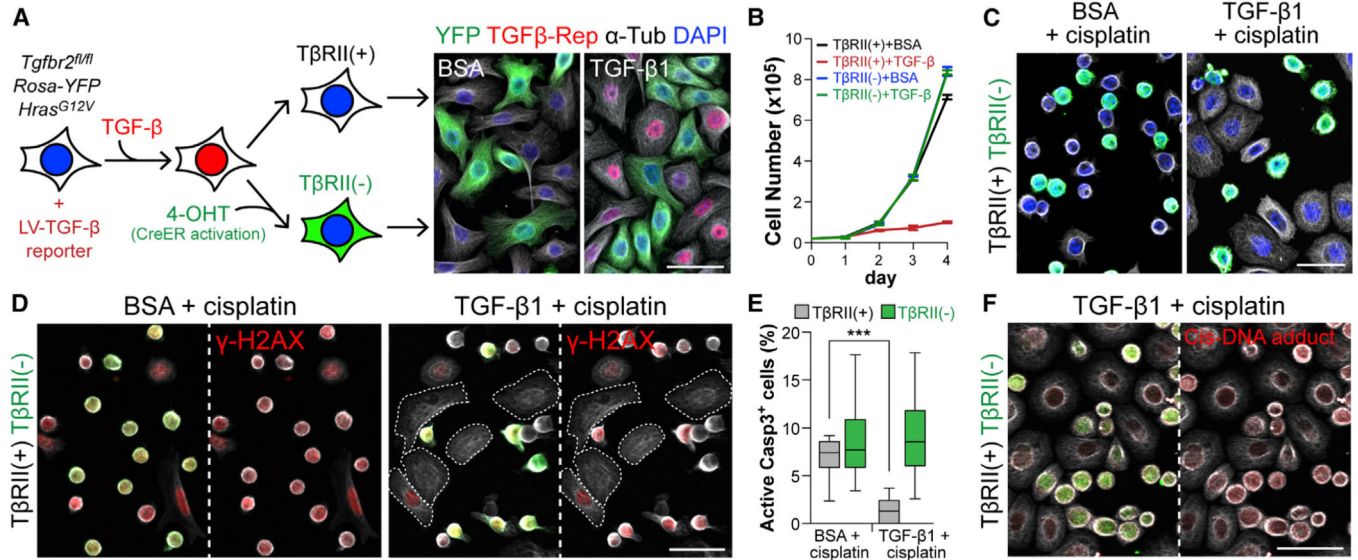 A
Tgfbr2fl/fl
Rosa-YFP
HrasG12V
+
LV-TGF-β
reporter
TGF-β
4-OHT
(CreER activation)
TβRII(+)
TβRII(-)
YFP TGFβ-Rep α-Tub DAPI
BSA
TGF-β1
B
Cell Number (x10⁵)
10
8
6
4
2
0
0 1 2 3 4
day
TβRII(+)+BSA
TβRII(+)+TGF-β
TβRII(-)+BSA
TβRII(-)+TGF-β
C
BSA
+ cisplatin
TGF-β1
+ cisplatin
TβRII(+) TβRII(-)
D
BSA + cisplatin
γ-H2AX
TGF-β1 + cisplatin
γ-H2AX
TβRII(+) TβRII(-)
E
TβRII(+) TβRII(-)
Active Casp3⁺ cells (%)
20
15
10
5
0
***
BSA +
cisplatin
TGF-β1 +
cisplatin
F
TGF-β1 + cisplatin
Cis-DNA adduct
TβRII(+) TβRII(-)